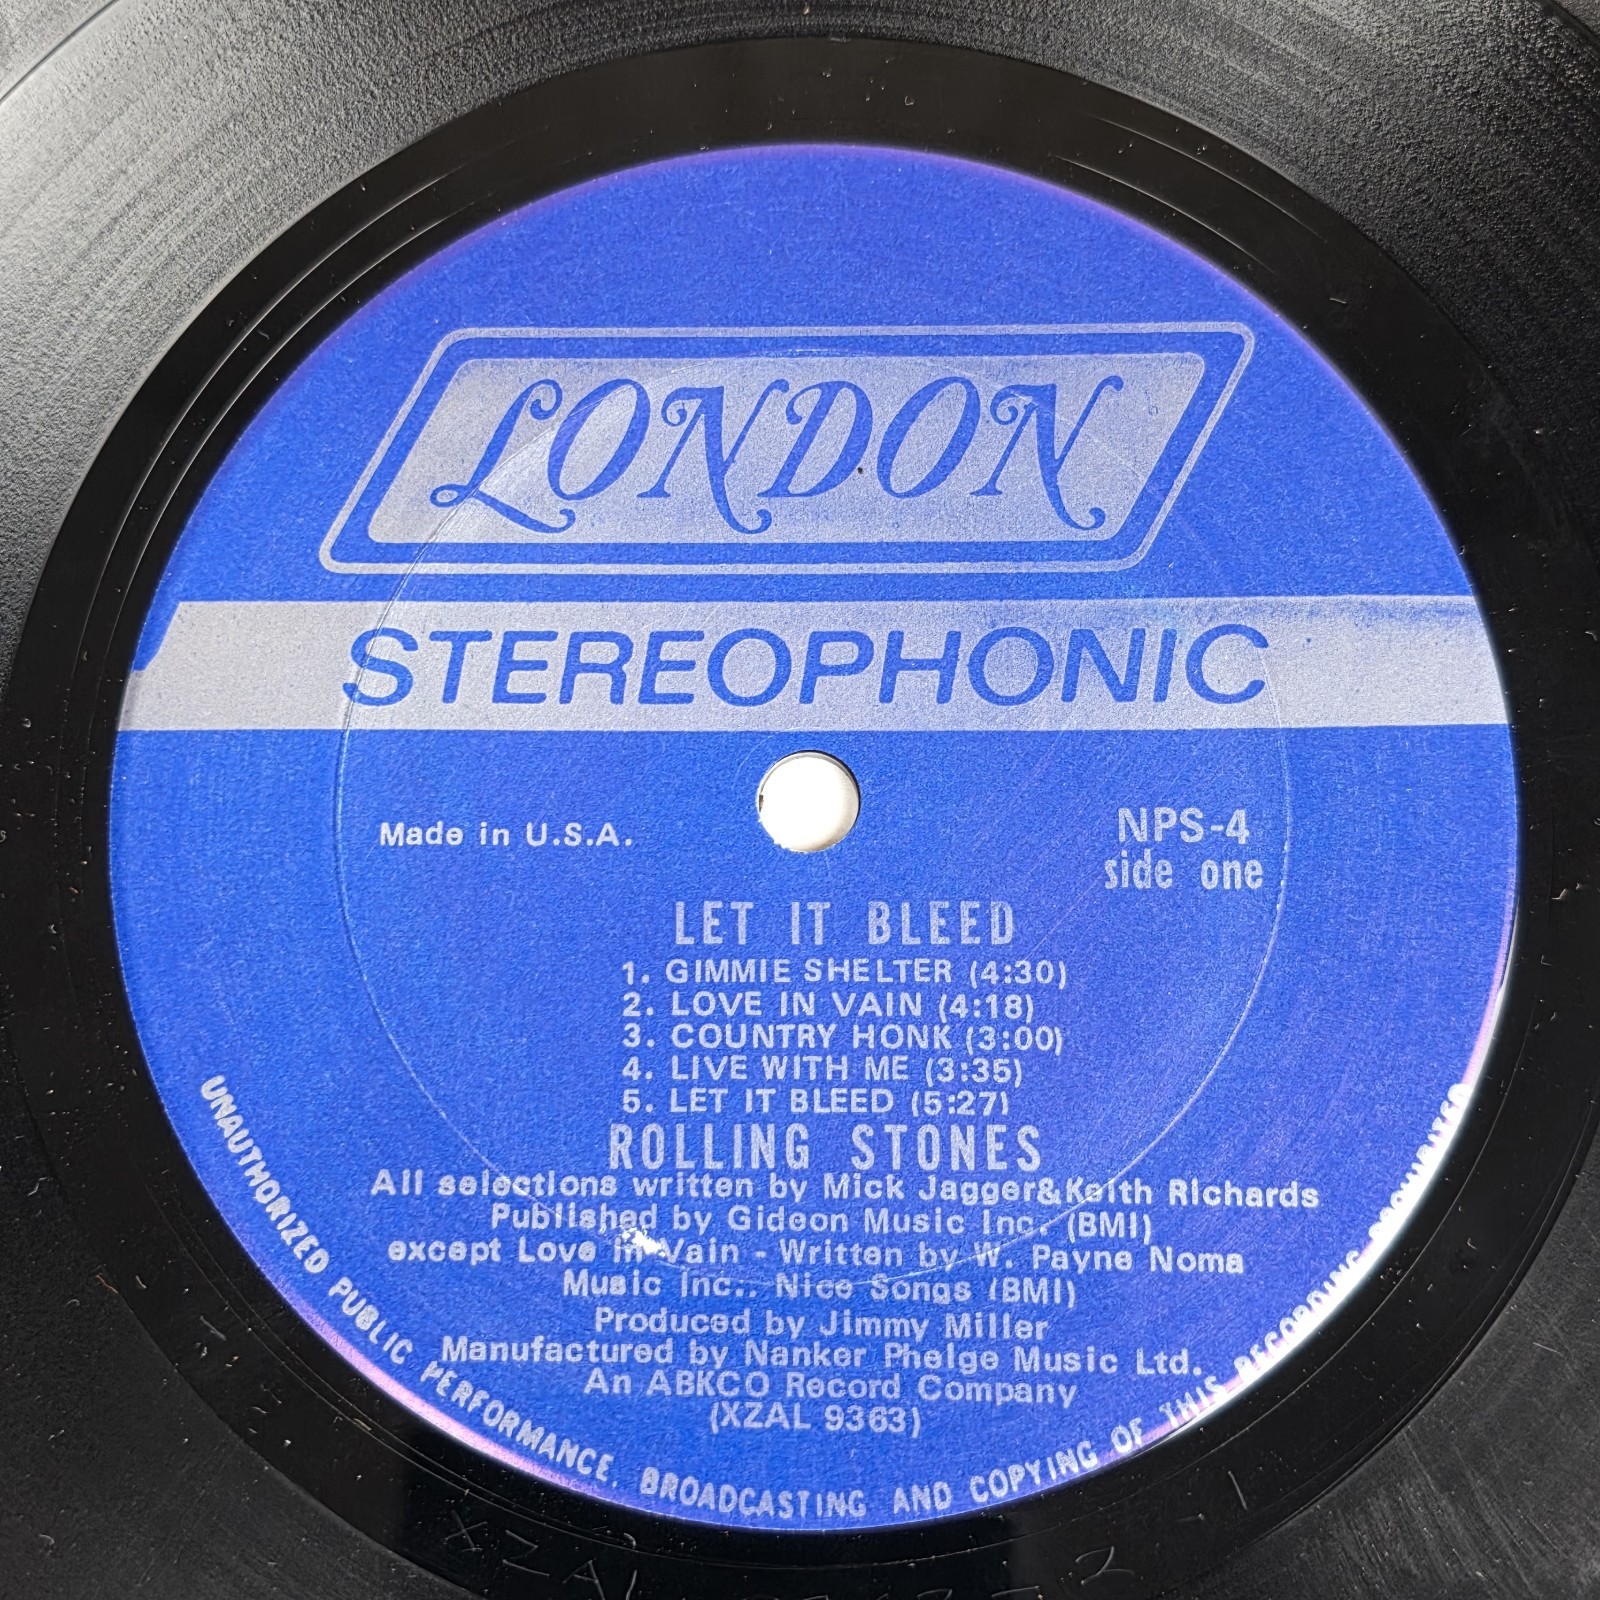 LONDON
STEREOPHONIC
Made in U.S.A.
NPS-4
side one
LET IT BLEED
1. GIMMIE SHELTER (4:30)
2. LOVE IN VAIN (4:18)
3. COUNTRY HONK (3:00)
4. LIVE WITH ME (3:35)
5. LET IT BLEED (5:27)
ROLLING STONES
All selections written by Mick Jagger&Keith Richards
Published by Gideon Music Inc. (BMI)
except Love in Vain - Written by W. Payne Noma
Music Inc.. Nice Songs (BMI)
Produced by Jimmy Miller
Manufactured by Nanker Phelge Music Ltd.
An ABKCO Record Company
(XZAL 9363)
UNAUTHORIZED PUBLIC PERFORMANCE, BROADCASTING AND COPYING OF THIS RECORDING PROHIBITED
XZAL